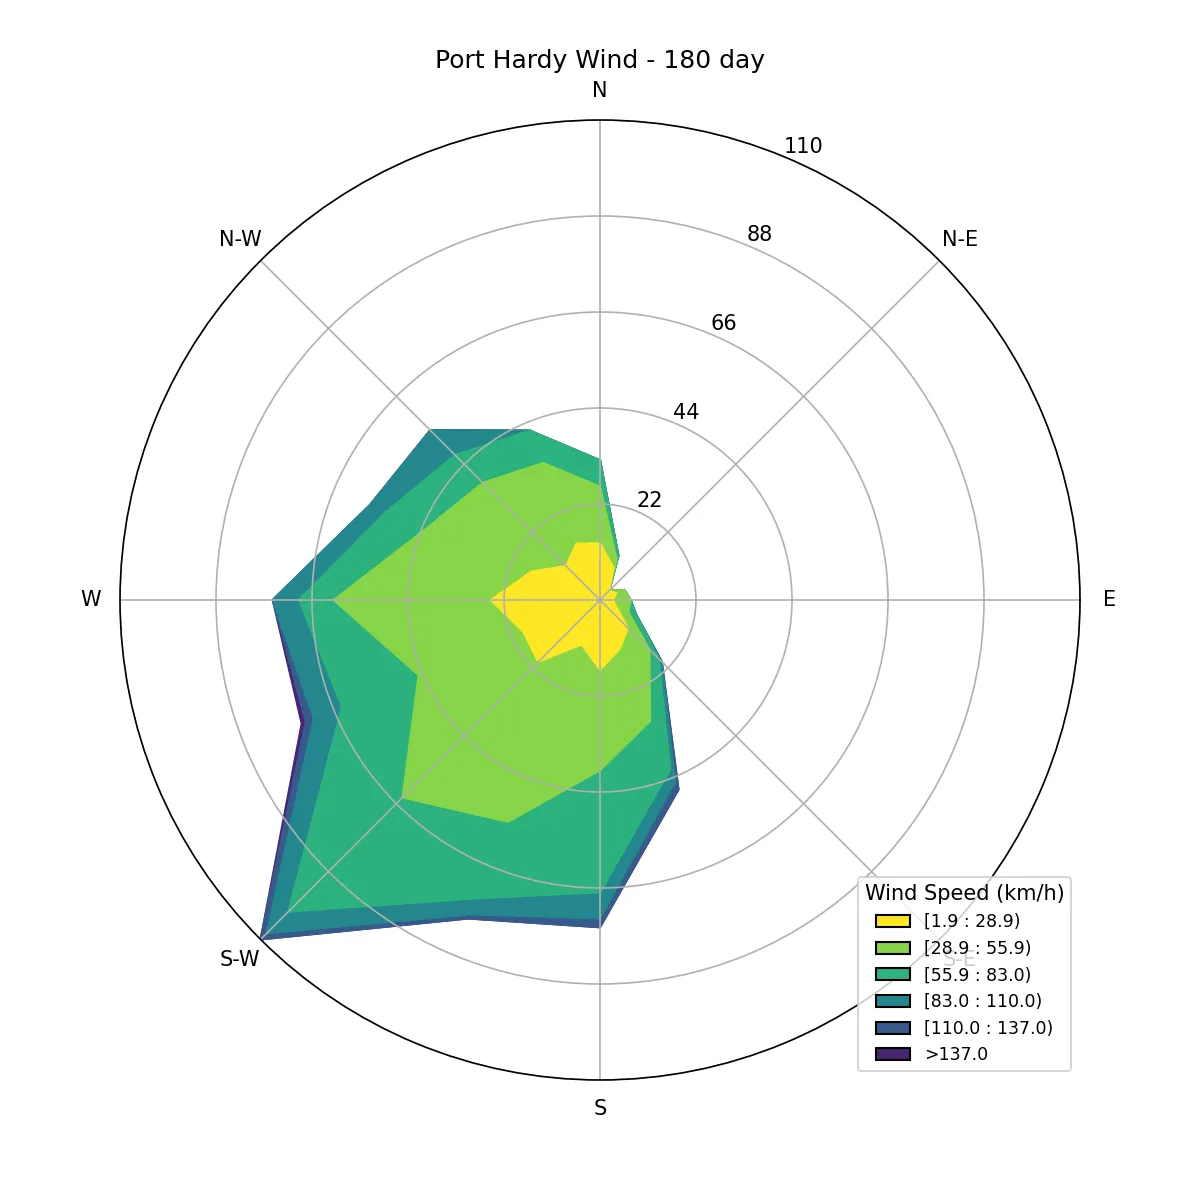 Port Hardy Wind - 180 day
N
110
N-W
88
N-E
66
44
22
W
E
Wind Speed (km/h)
[1.9 : 28.9)
[28.9 : 55.9)
S-W
S-E
[55.9 : 83.0)
[83.0 : 110.0)
[110.0 : 137.0)
>137.0
S